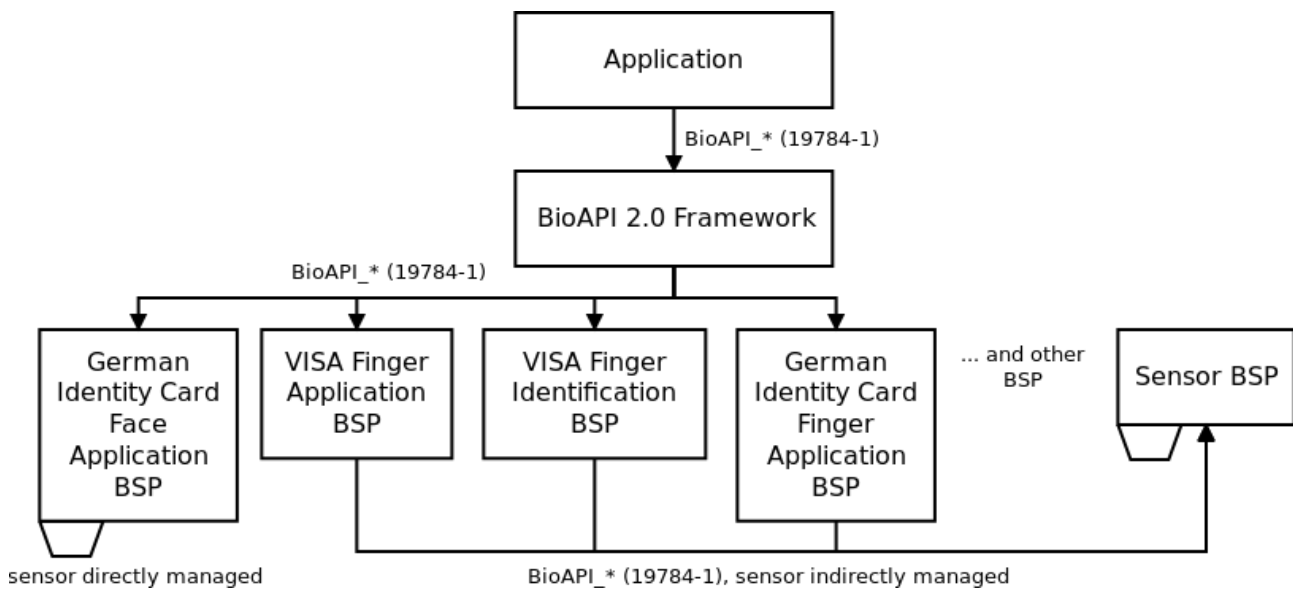 Application
BioAPI_* (19784-1)
BioAPI 2.0 Framework
BioAPI_* (19784-1)
German
Identity Card
Face
Application
BSP
VISA Finger
Application
BSP
VISA Finger
Identification
BSP
German
Identity Card
Finger
Application
BSP
... and other
BSP
Sensor BSP
sensor directly managed
BioAPI_* (19784-1), sensor indirectly managed